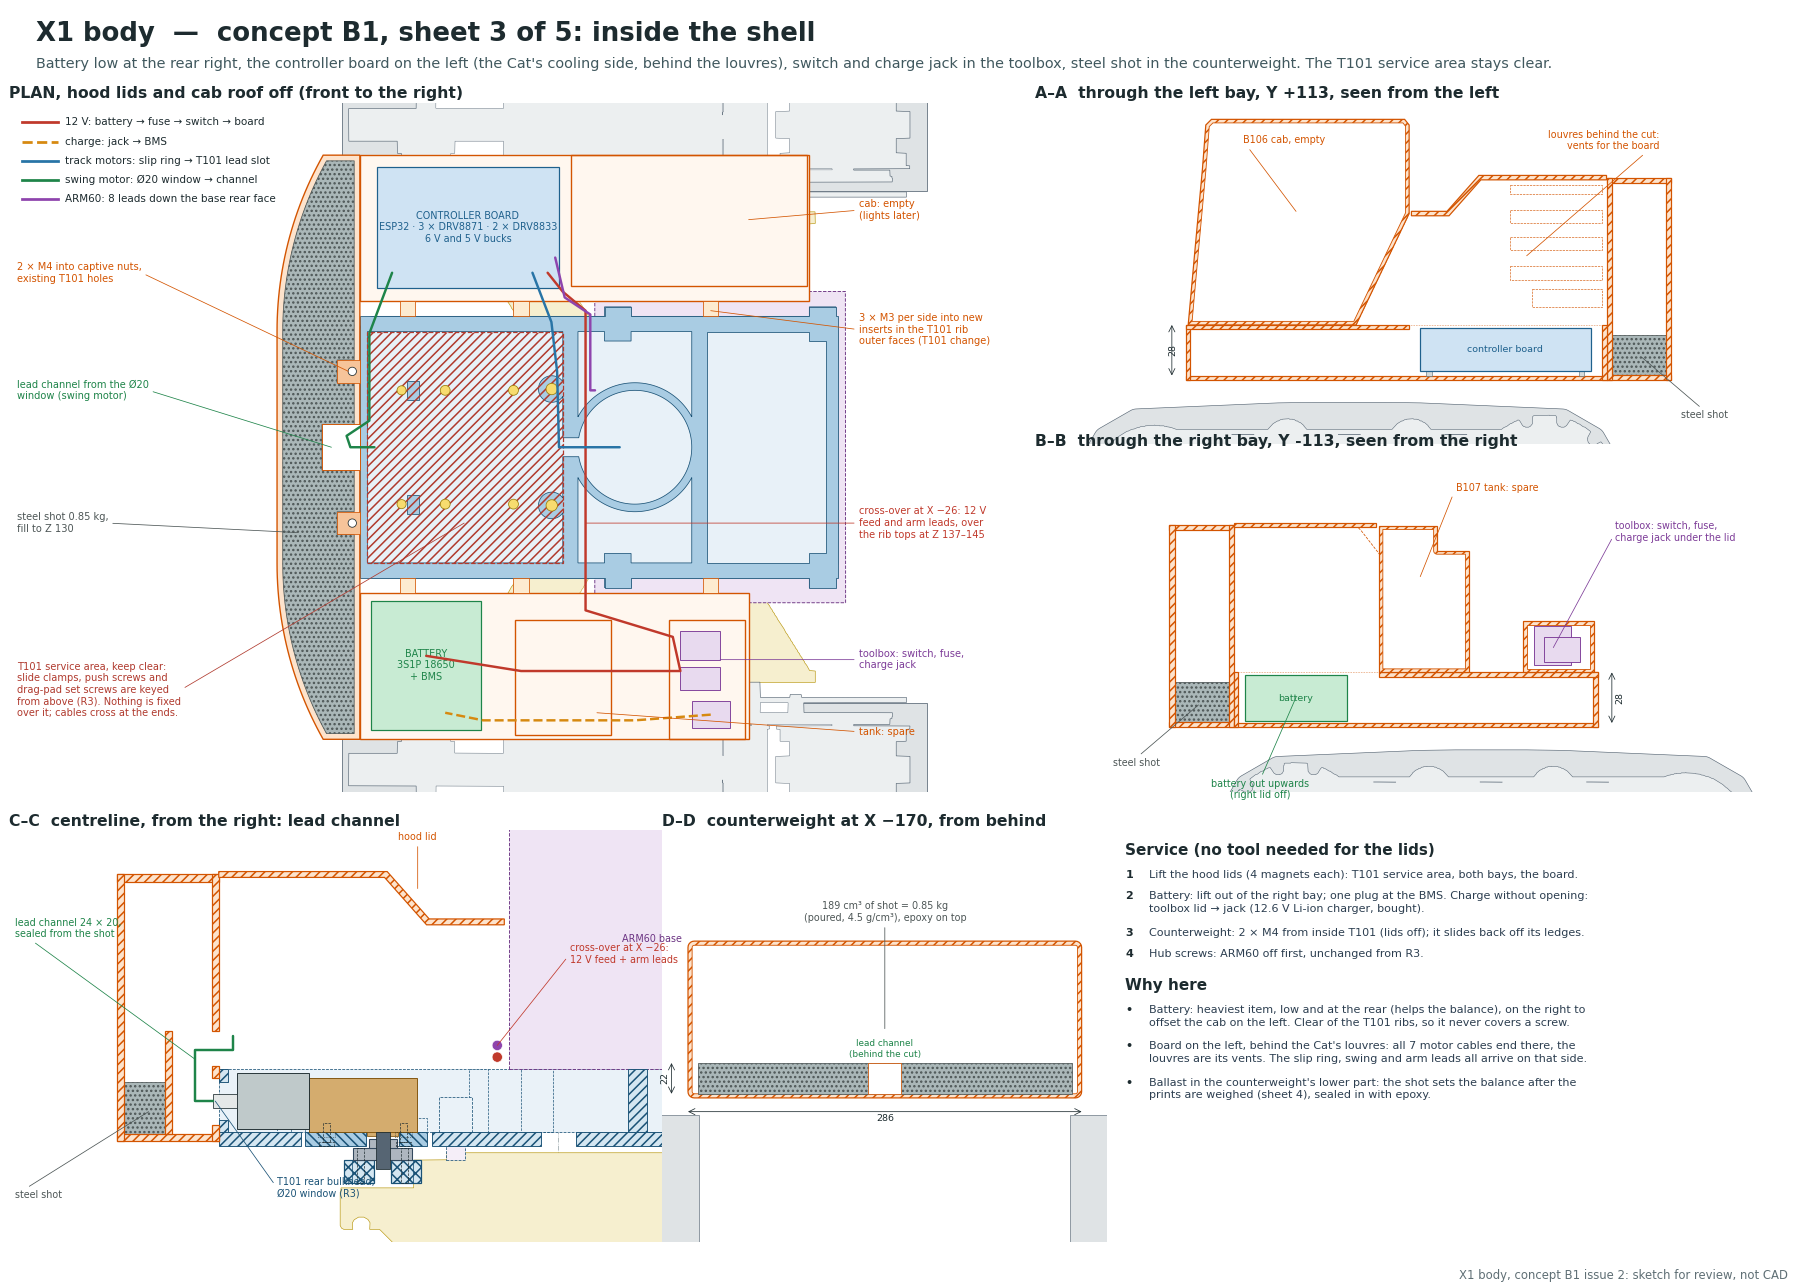 X1 body — concept B1, sheet 3 of 5: inside the shell
Battery low at the rear right, the controller board on the left (the Cat's cooling side, behind the louvres), switch and charge jack in the toolbox, steel shot in the counterweight. The T101 service area stays clear.
PLAN, hood lids and cab roof off (front to the right)
12 V: battery → fuse → switch → board
charge: jack → BMS
track motors: slip ring → T101 lead slot
swing motor: Ø20 window → channel
ARM60: 8 leads down the base rear face
CONTROLLER BOARD
ESP32 · 3 × DRV8871 · 2 × DRV8833
6 V and 5 V bucks
cab: empty
(lights later)
2 × M4 into captive nuts,
existing T101 holes
3 × M3 per side into new
inserts in the T101 rib
outer faces (T101 change)
lead channel from the Ø20
window (swing motor)
steel shot 0.85 kg,
fill to Z 130
cross-over at X −26: 12 V
feed and arm leads, over
the rib tops at Z 137–145
T101 service area, keep clear:
slide clamps, push screws and
drag-pad set screws are keyed
from above (R3). Nothing is fixed
over it; cables cross at the ends.
BATTERY
3S1P 18650
+ BMS
toolbox: switch, fuse,
charge jack
tank: spare
A–A through the left bay, Y +113, seen from the left
B106 cab, empty
louvres behind the cut:
vents for the board
28
controller board
steel shot
B–B through the right bay, Y -113, seen from the right
B107 tank: spare
toolbox: switch, fuse,
charge jack under the lid
battery
28
steel shot
battery out upwards
(right lid off)
C–C centreline, from the right: lead channel
hood lid
lead channel 24 × 20,
sealed from the shot
ARM60 base
cross-over at X −26:
12 V feed + arm leads
steel shot
T101 rear bulkhead,
Ø20 window (R3)
D–D counterweight at X −170, from behind
189 cm³ of shot = 0.85 kg
(poured, 4.5 g/cm³), epoxy on top
lead channel
(behind the cut)
22
286
Service (no tool needed for the lids)
1 Lift the hood lids (4 magnets each): T101 service area, both bays, the board.
2 Battery: lift out of the right bay; one plug at the BMS. Charge without opening:
toolbox lid → jack (12.6 V Li-ion charger, bought).
3 Counterweight: 2 × M4 from inside T101 (lids off); it slides back off its ledges.
4 Hub screws: ARM60 off first, unchanged from R3.
Why here
• Battery: heaviest item, low and at the rear (helps the balance), on the right to
offset the cab on the left. Clear of the T101 ribs, so it never covers a screw.
• Board on the left, behind the Cat's louvres: all 7 motor cables end there, the
louvres are its vents. The slip ring, swing and arm leads all arrive on that side.
• Ballast in the counterweight's lower part: the shot sets the balance after the
prints are weighed (sheet 4), sealed in with epoxy.
X1 body, concept B1 issue 2: sketch for review, not CAD